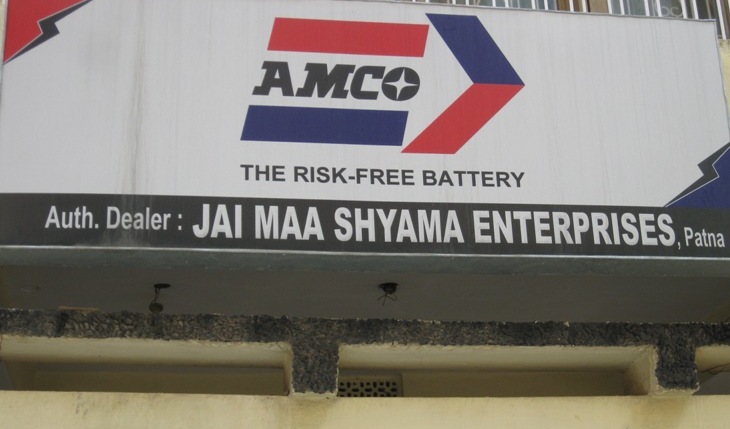 AMCO
THE RISK-FREE BATTERY
Auth. Dealer : JAI MAA SHYAMA ENTERPRISES, Patna